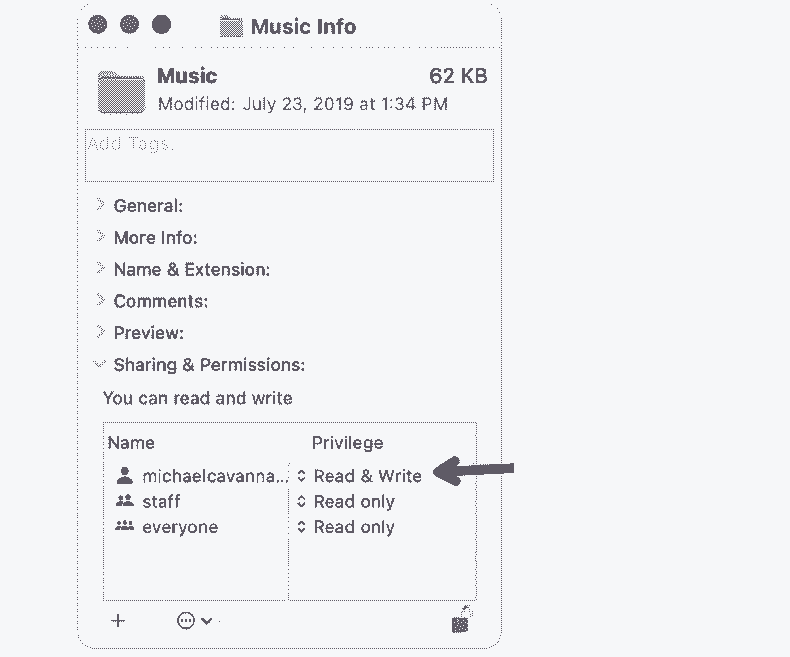 Music Info
Music 62 KB
Modified: July 23, 2019 at 1:34 PM
Add Tags.
General:
More Info:
Name & Extension:
Comments:
Preview:
Sharing & Permissions:
You can read and write
Name Privilege
michaelcavanna... Read & Write
staff Read only
everyone Read only